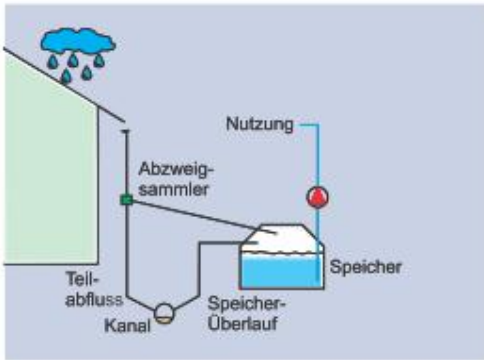 Nutzung
Abzweig-
sammler
Speicher
Teil-
abfluss
Kanal
Speicher-
Überlauf